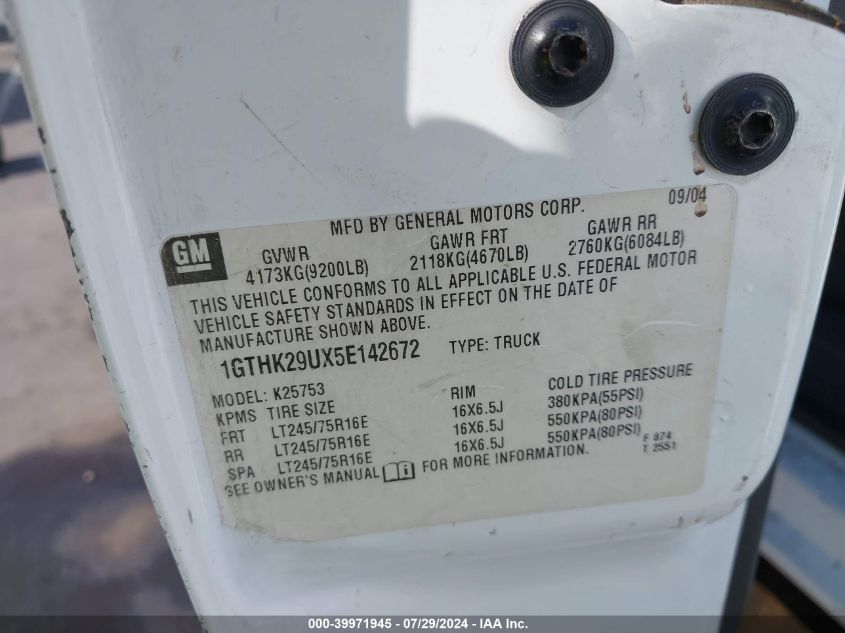 09/04
MFD BY GENERAL MOTORS CORP.
GM
GVWR GAWR FRT GAWR RR
4173KG(9200LB) 2118KG(4670LB) 2760KG(6084LB)
THIS VEHICLE CONFORMS TO ALL APPLICABLE U.S. FEDERAL MOTOR
VEHICLE SAFETY STANDARDS IN EFFECT ON THE DATE OF
MANUFACTURE SHOWN ABOVE.
1GTHK29UX5E142672 TYPE: TRUCK
MODEL: K25753
KPMS TIRE SIZE RIM COLD TIRE PRESSURE
FRT LT245/75R16E 16X6.5J 380KPA(55PSI)
RR LT245/75R16E 16X6.5J 550KPA(80PSI)
SPA LT245/75R16E 16X6.5J 550KPA(80PSI)
SEE OWNER'S MANUAL FOR MORE INFORMATION.
F 874
T 2551
000-39971945 / 07/29/2024 - IAA Inc.